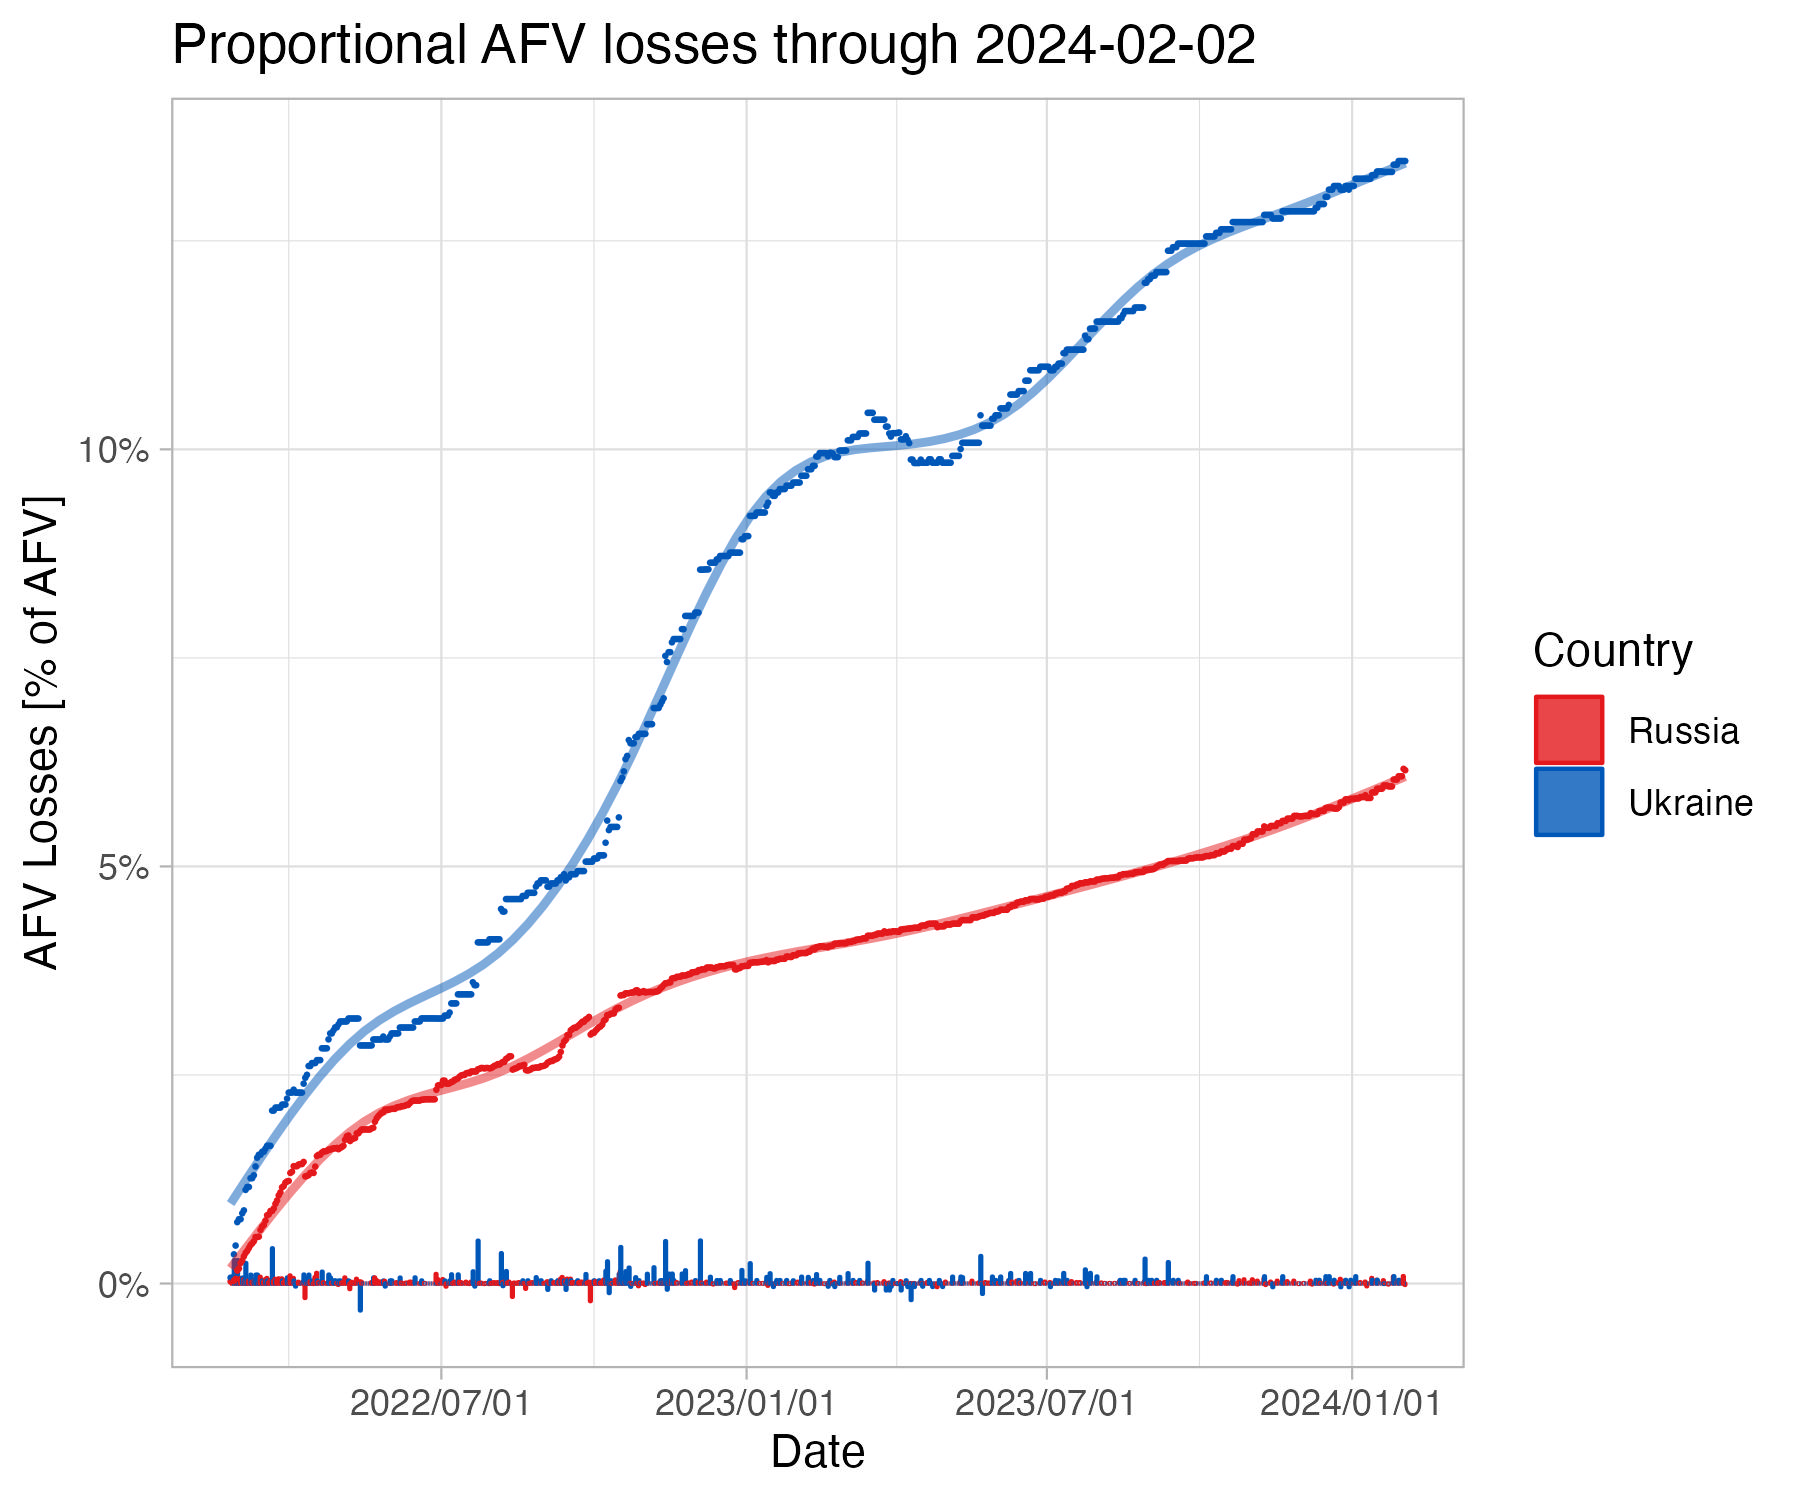 Proportional AFV losses through 2024-02-02
AFV Losses [% of AFV]
10%
5%
0%
2022/07/01
2023/01/01
2023/07/01
2024/01/01
Date
Country
Russia
Ukraine